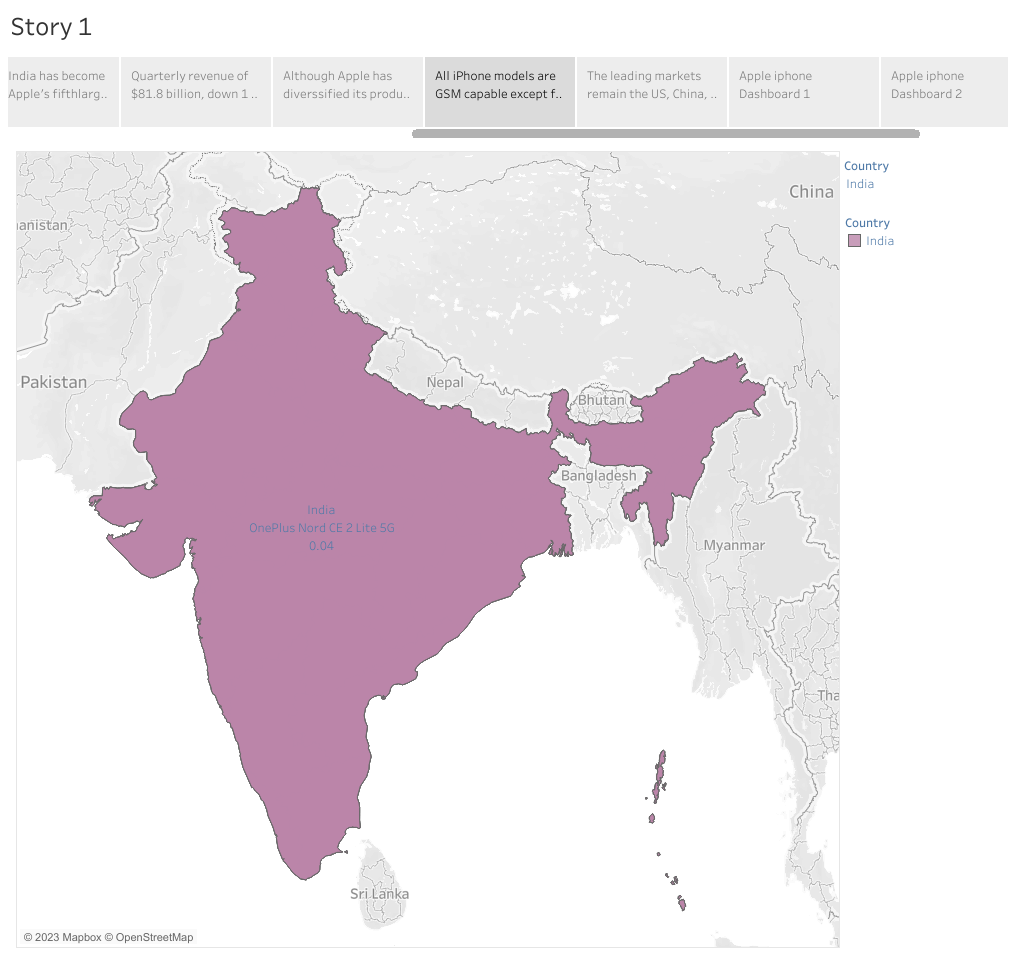 Story 1
India has become
Apple's fifthlarg..
Quarterly revenue of
$81.8 billion, down 1 ..
Although Apple has
diverssified its produ..
All iPhone models are
GSM capable except f..
The leading markets
remain the US, China, ..
Apple iphone
Dashboard 1
Apple iphone
Dashboard 2
Country
India
Country
India
China
anistan
Pakistan
Nepal
Bhutan
Bangladesh
India
OnePlus Nord CE 2 Lite 5G
0.04
Myanmar
Tha
Sri Lanka
© 2023 Mapbox © OpenStreetMap